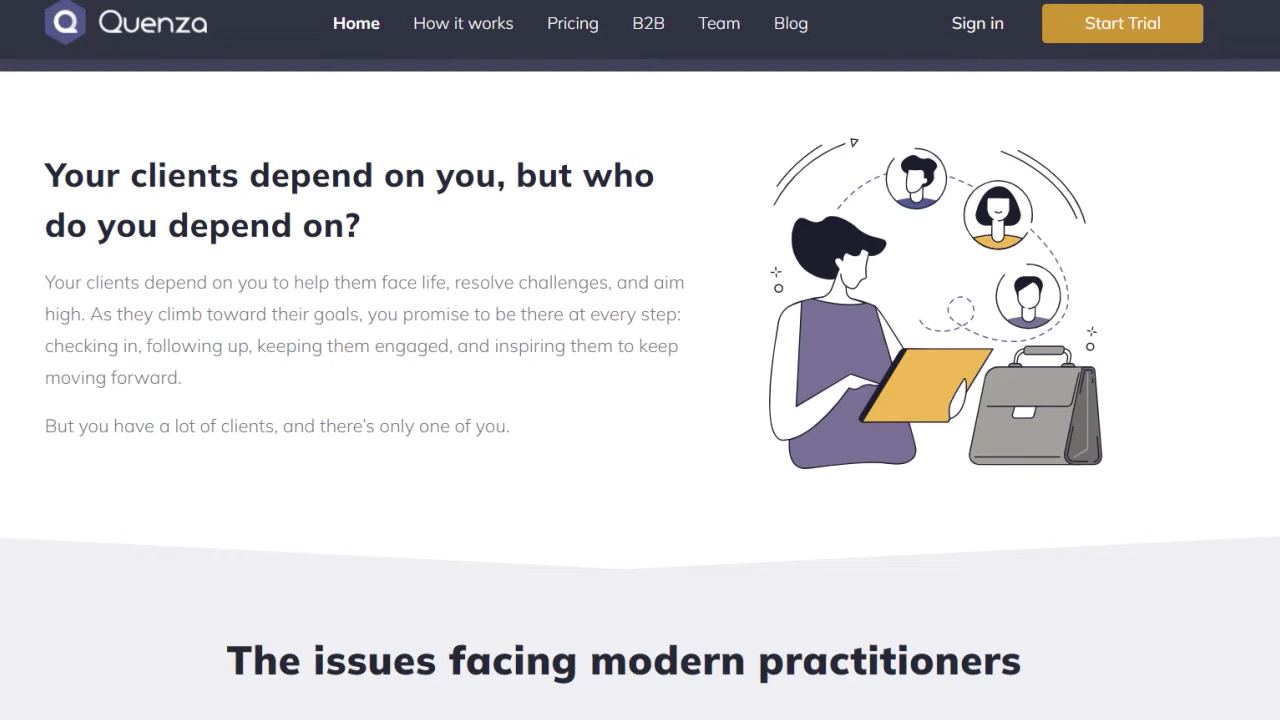 Quenza
Home How it works Pricing B2B Team Blog Sign in Start Trial
Your clients depend on you, but who
do you depend on?
Your clients depend on you to help them face life, resolve challenges, and aim
high. As they climb toward their goals, you promise to be there at every step:
checking in, following up, keeping them engaged, and inspiring them to keep
moving forward.
But you have a lot of clients, and there’s only one of you.
The issues facing modern practitioners